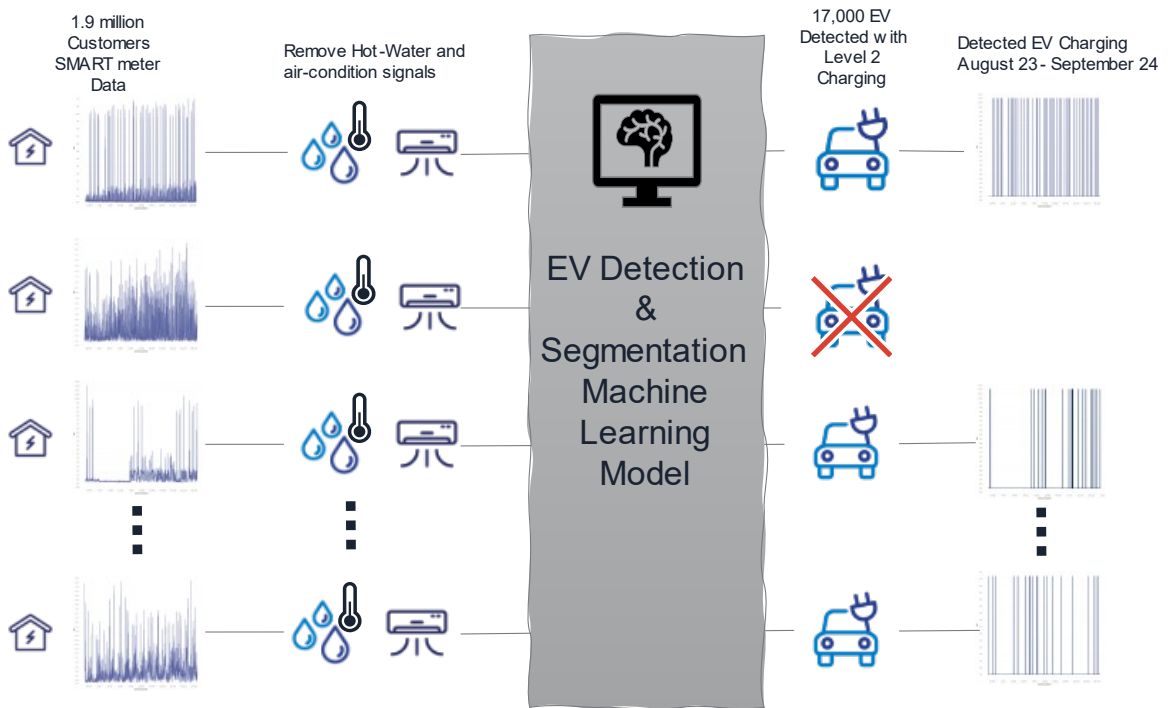 1.9 million
Customers
SMART meter
Data
Remove Hot-Water and
air-condition signals
EV Detection
&
Segmentation
Machine
Learning
Model
17,000 EV
Detected with
Level 2
Charging
Detected EV Charging
August 23- September 24